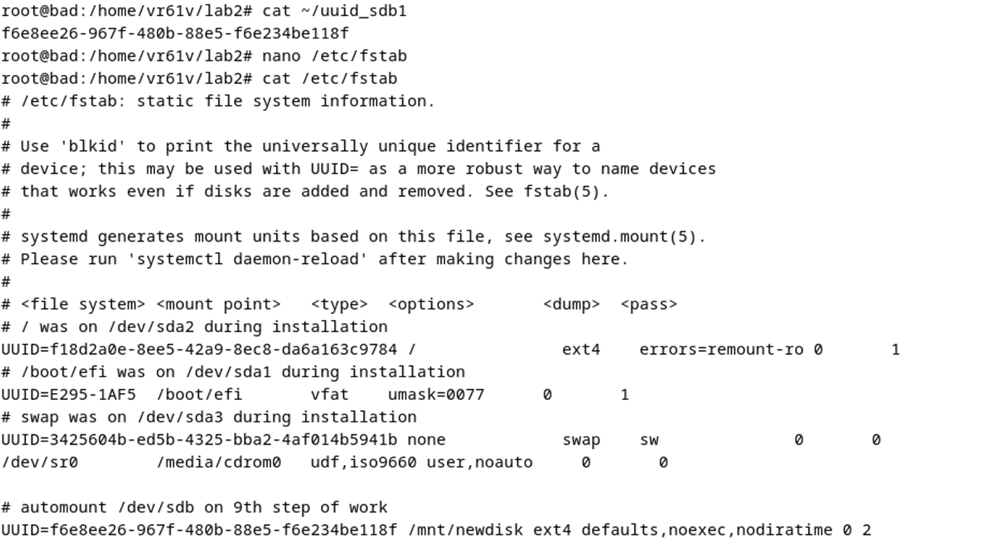 root@bad:/home/vr61v/lab2# cat ~/uuid_sdb1
f6e8ee26-967f-480b-88e5-f6e234be118f
root@bad:/home/vr61v/lab2# nano /etc/fstab
root@bad:/home/vr61v/lab2# cat /etc/fstab
# /etc/fstab: static file system information.
#
# Use 'blkid' to print the universally unique identifier for a
# device; this may be used with UUID= as a more robust way to name devices
# that works even if disks are added and removed. See fstab(5).
#
# systemd generates mount units based on this file, see systemd.mount(5).
# Please run 'systemctl daemon-reload' after making changes here.
#
# <file system> <mount point>   <type>  <options>       <dump>  <pass>
# / was on /dev/sda2 during installation
UUID=f18d2a0e-8ee5-42a9-8ec8-da6a163c9784 /               ext4    errors=remount-ro 0       1
# /boot/efi was on /dev/sda1 during installation
UUID=E295-1AF5  /boot/efi       vfat    umask=0077      0       1
# swap was on /dev/sda3 during installation
UUID=3425604b-ed5b-4325-bba2-4af014b5941b none            swap    sw              0       0
/dev/sr0        /media/cdrom0   udf,iso9660 user,noauto     0       0

# automount /dev/sdb on 9th step of work
UUID=f6e8ee26-967f-480b-88e5-f6e234be118f /mnt/newdisk ext4 defaults,noexec,nodiratime 0 2